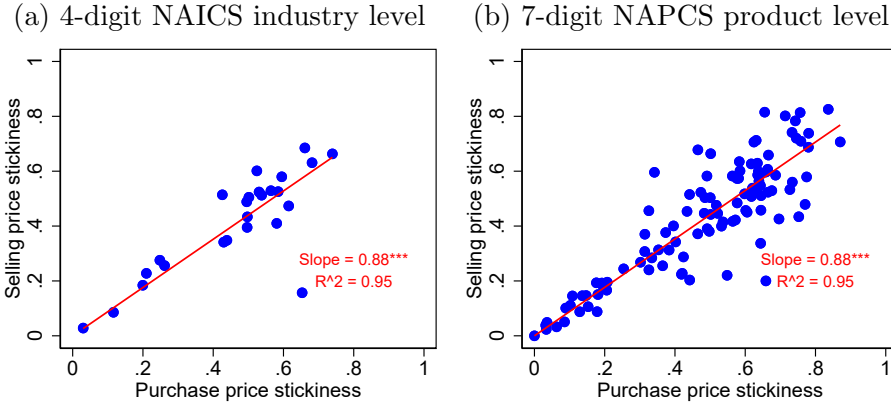 (a) 4-digit NAICS industry level
Selling price stickiness
1
.8
.6
.4
.2
0
Slope = 0.88***
R^2 = 0.95
0 .2 .4 .6 .8 1
Purchase price stickiness
(b) 7-digit NAPCS product level
Selling price stickiness
1
.8
.6
.4
.2
0
Slope = 0.88***
R^2 = 0.95
0 .2 .4 .6 .8 1
Purchase price stickiness